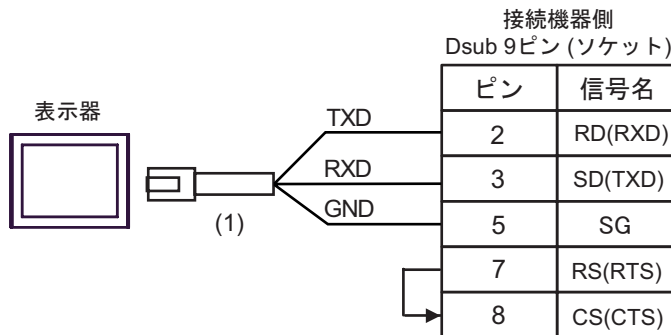 接続機器側
Dsub 9ピン (ソケット)
表示器
(1)
TXD
RXD
GND
ピン 信号名
2 RD(RXD)
3 SD(TXD)
5 SG
7 RS(RTS)
8 CS(CTS)